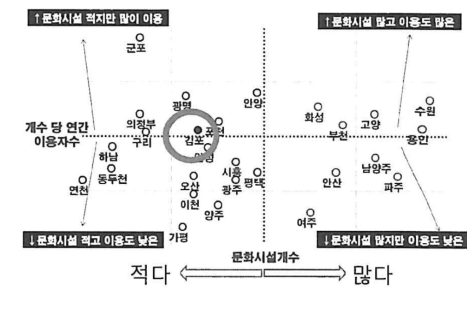 ↑문화시설 적지만 많이 이용
↑문화시설 많고 이용도 많은
군포
광명
안양
수원
의정부
포천
화성
고양
개수 당 연간
이용자수
구리
김포
부천
용인
하남
시흥
남양주
동두천
연천
오산
광주
평택
안산
파주
이천
양주
여주
가평
↓문화시설 적고 이용도 낮은
↓문화시설 많지만 이용도 낮은
문화시설개수
적다
많다